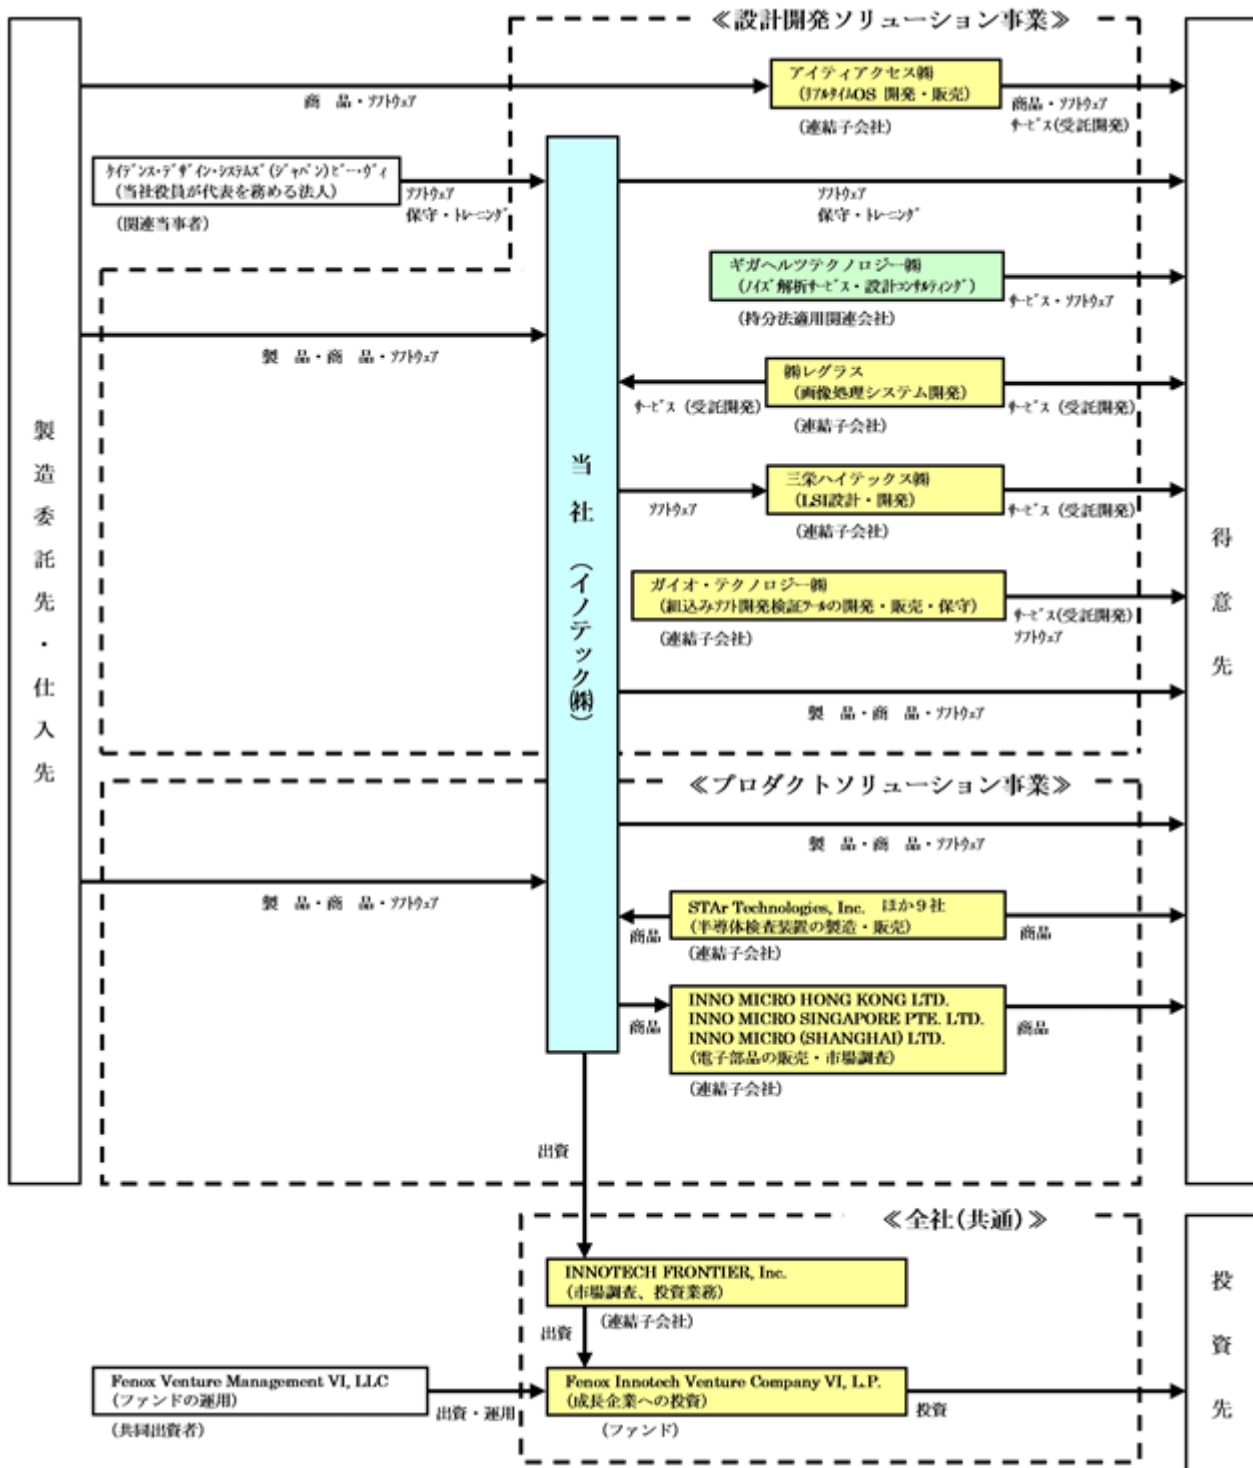 ≪設計開発ソリューション事業≫
アイティアクセス㈱
(ﾘｱﾙﾀｲﾑOS 開発・販売)
(連結子会社)
商　品・ｿﾌﾄｳｪｱ
商品・ソフトウェア
ｻｰﾋﾞｽ(受託開発)
ｹｲﾃﾞﾝｽ・ﾃﾞｻﾞｲﾝ・ｼｽﾃﾑｽﾞ(ジャパン)ﾋﾞｰ・ｳﾞｨ
(当社役員が代表を務める法人)
(関連当事者)
ｿﾌﾄｳｪｱ
保守・ﾄﾚｰﾆﾝｸﾞ
ｿﾌﾄｳｪｱ
保守・ﾄﾚｰﾆﾝｸﾞ
ギガヘルツテクノロジー㈱
(ﾉｲｽﾞ解析ｻｰﾋﾞｽ・設計ｺﾝｻﾙﾃｨﾝｸﾞ)
(持分法適用関連会社)
ｻｰﾋﾞｽ・ｿﾌﾄｳｪｱ
製　品・商　品・ｿﾌﾄｳｪｱ
㈱レグラス
(画像処理システム開発)
(連結子会社)
ｻｰﾋﾞｽ (受託開発)
ｻｰﾋﾞｽ (受託開発)
三栄ハイテックス㈱
(LSI設計・開発)
(連結子会社)
ｿﾌﾄｳｪｱ
ｻｰﾋﾞｽ (受託開発)
ガイオ・テクノロジー㈱
(組込みｿﾌﾄ開発検証ﾂｰﾙの開発・販売・保守)
(連結子会社)
ｻｰﾋﾞｽ(受託開発)
ｿﾌﾄｳｪｱ
製　品・商　品・ｿﾌﾄｳｪｱ
製造委託先・仕入先
当社 (イノテック㈱)
得意先
≪プロダクトソリューション事業≫
製　品・商　品・ｿﾌﾄｳｪｱ
製　品・商　品・ｿﾌﾄｳｪｱ
STAr Technologies, Inc.　ほか９社
(半導体検査装置の製造・販売)
(連結子会社)
商品
商品
INNO MICRO HONG KONG LTD.
INNO MICRO SINGAPORE PTE. LTD.
INNO MICRO (SHANGHAI) LTD.
(電子部品の販売・市場調査)
(連結子会社)
商品
商品
出資
≪全社(共通)≫
INNOTECH FRONTIER, Inc.
(市場調査、投資業務)
(連結子会社)
出資
Fenox Venture Management VI, LLC
(ファンドの運用)
(共同出資者)
出資・運用
Fenox Innotech Venture Company VI, L.P.
(成長企業への投資)
(ファンド)
投資
投資先